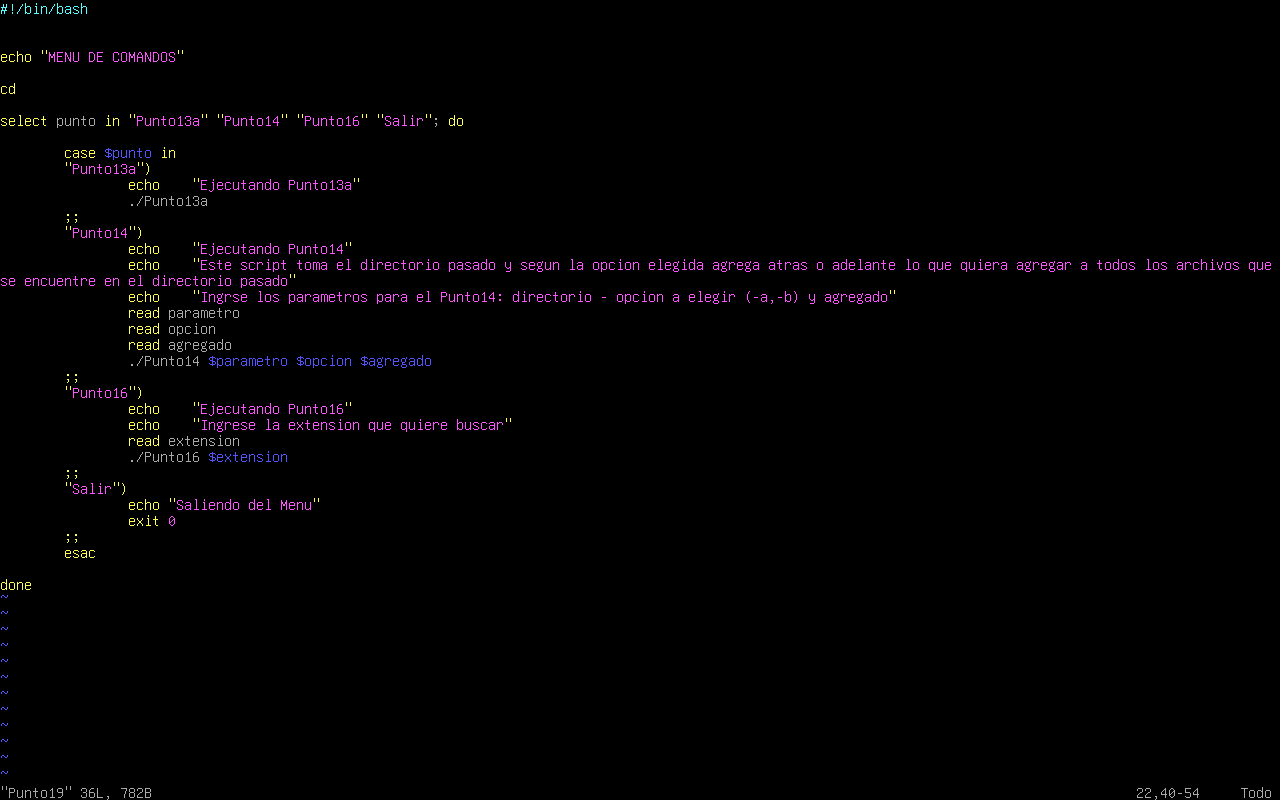 #!/bin/bash
echo "MENU DE COMANDOS"
cd
select punto in "Punto13a" "Punto14" "Punto16" "Salir"; do
case $punto in
"Punto13a")
echo "Ejecutando Punto13a"
./Punto13a
;;
"Punto14")
echo "Ejecutando Punto14"
echo "Este script toma el directorio pasado y segun la opcion elegida agrega atras o adelante lo que quiera agregar a todos los archivos que
se encuentre en el directorio pasado"
echo "Ingrse los parametros para el Punto14: directorio - opcion a elegir (-a,-b) y agregado"
read parametro
read opcion
read agregado
./Punto14 $parametro $opcion $agregado
;;
"Punto16")
echo "Ejecutando Punto16"
echo "Ingrese la extension que quiere buscar"
read extension
./Punto16 $extension
;;
"Salir")
echo "Saliendo del Menu"
exit 0
;;
esac
done
~
~
~
~
~
~
~
~
~
~
~
~
"Punto19" 36L, 782B 22,40-54 Todo